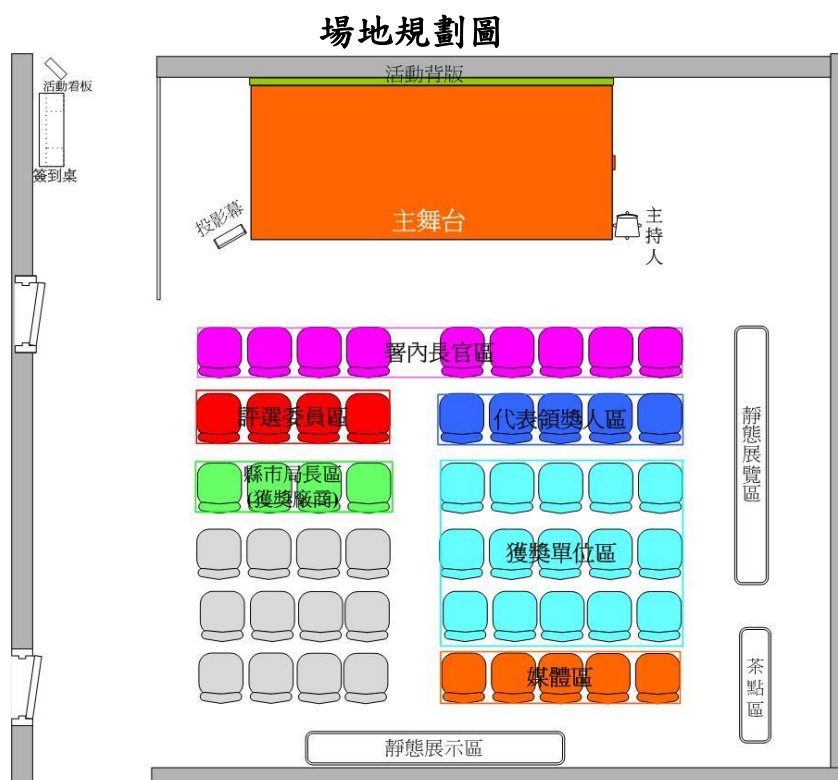 場地規劃圖
活動背版
活動看板
簽到桌
投影幕
主舞台
主持人
署內長官區
評選委員區
代表領獎人區
縣市局長區
(獲獎廠商)
靜態展覽區
獲獎單位區
媒體區
茶點區
靜態展示區